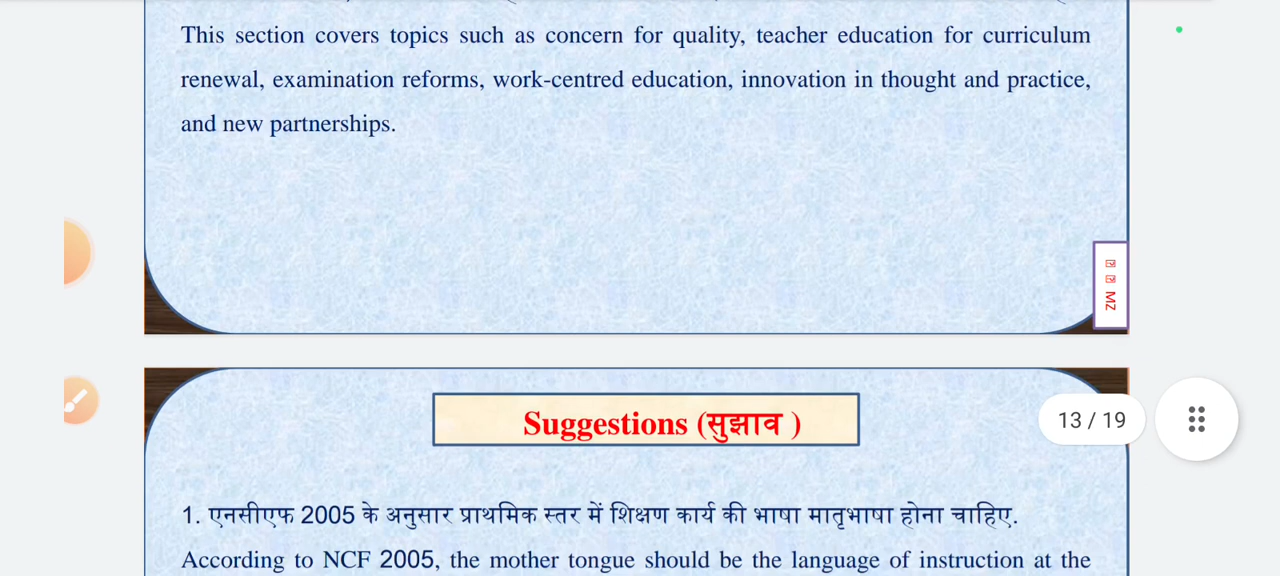 This section covers topics such as concern for quality, teacher education for curriculum
renewal, examination reforms, work-centred education, innovation in thought and practice,
and new partnerships.
MZ
Suggestions (सुझाव )
13 / 19
1. एनसीएफ 2005 के अनुसार प्राथमिक स्तर में शिक्षण कार्य की भाषा मातृभाषा होना चाहिए.
According to NCF 2005, the mother tongue should be the language of instruction at the